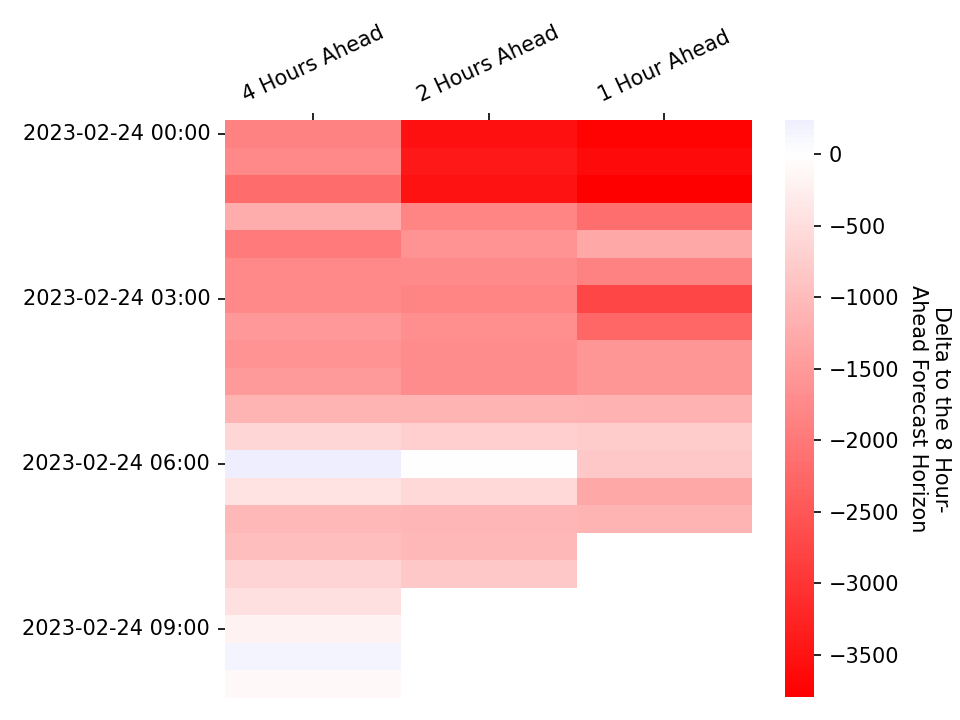 4 Hours Ahead
2 Hours Ahead
1 Hour Ahead
2023-02-24 00:00
2023-02-24 03:00
2023-02-24 06:00
2023-02-24 09:00
0
−500
−1000
−1500
−2000
−2500
−3000
−3500
Delta to the 8 Hour-
Ahead Forecast Horizon